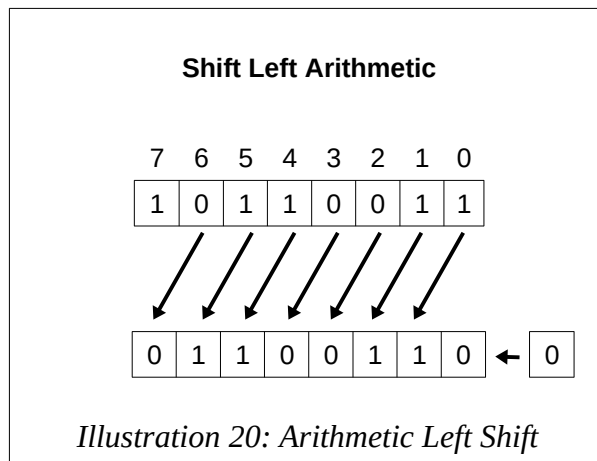 Shift Left Arithmetic
7 6 5 4 3 2 1 0
1 0 1 1 0 0 1 1
0 1 1 0 0 1 1 0 0
Illustration 20: Arithmetic Left Shift